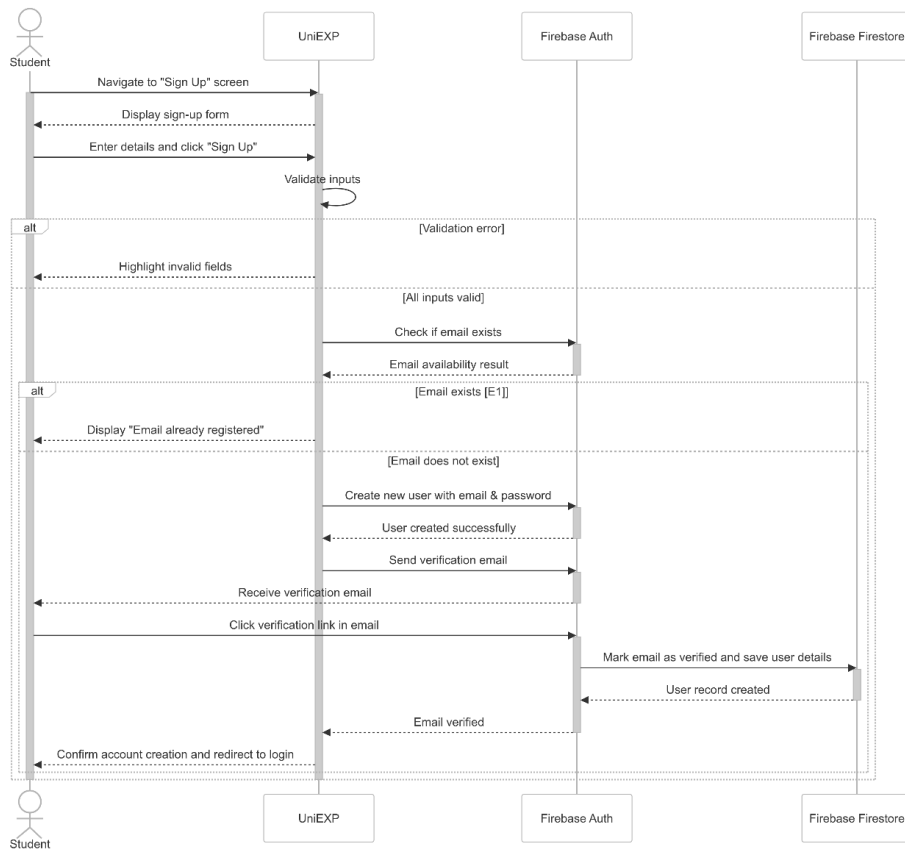 UniEXP
Firebase Auth
Firebase Firestore
Student
Navigate to "Sign Up" screen
Display sign-up form
Enter details and click "Sign Up"
Validate inputs
alt
[Validation error]
Highlight invalid fields
[All inputs valid]
Check if email exists
Email availability result
alt
[Email exists [E1]]
Display "Email already registered"
[Email does not exist]
Create new user with email & password
User created successfully
Send verification email
Receive verification email
Click verification link in email
Mark email as verified and save user details
User record created
Email verified
Confirm account creation and redirect to login
UniEXP
Firebase Auth
Firebase Firestore
Student